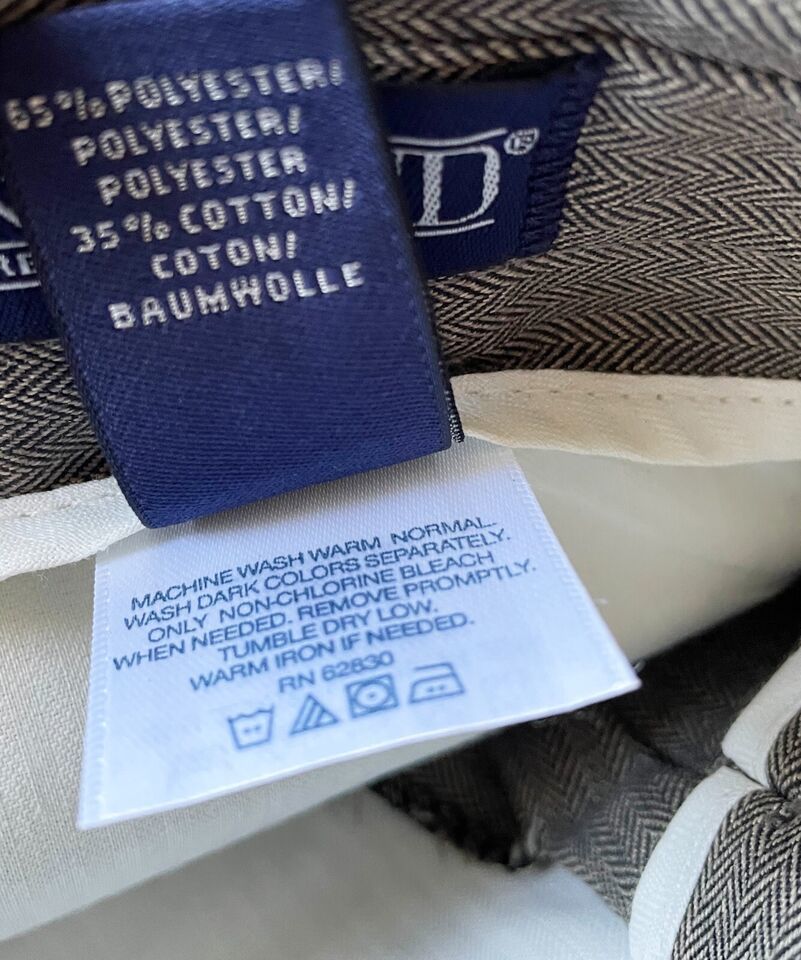 65% POLYESTER/
POLYESTER/
POLYESTER
35% COTTON/
COTON/
BAUMWOLLE
D®
MACHINE WASH WARM NORMAL.
WASH DARK COLORS SEPARATELY.
ONLY NON-CHLORINE BLEACH
WHEN NEEDED. REMOVE PROMPTLY.
TUMBLE DRY LOW.
WARM IRON IF NEEDED.
RN 62830